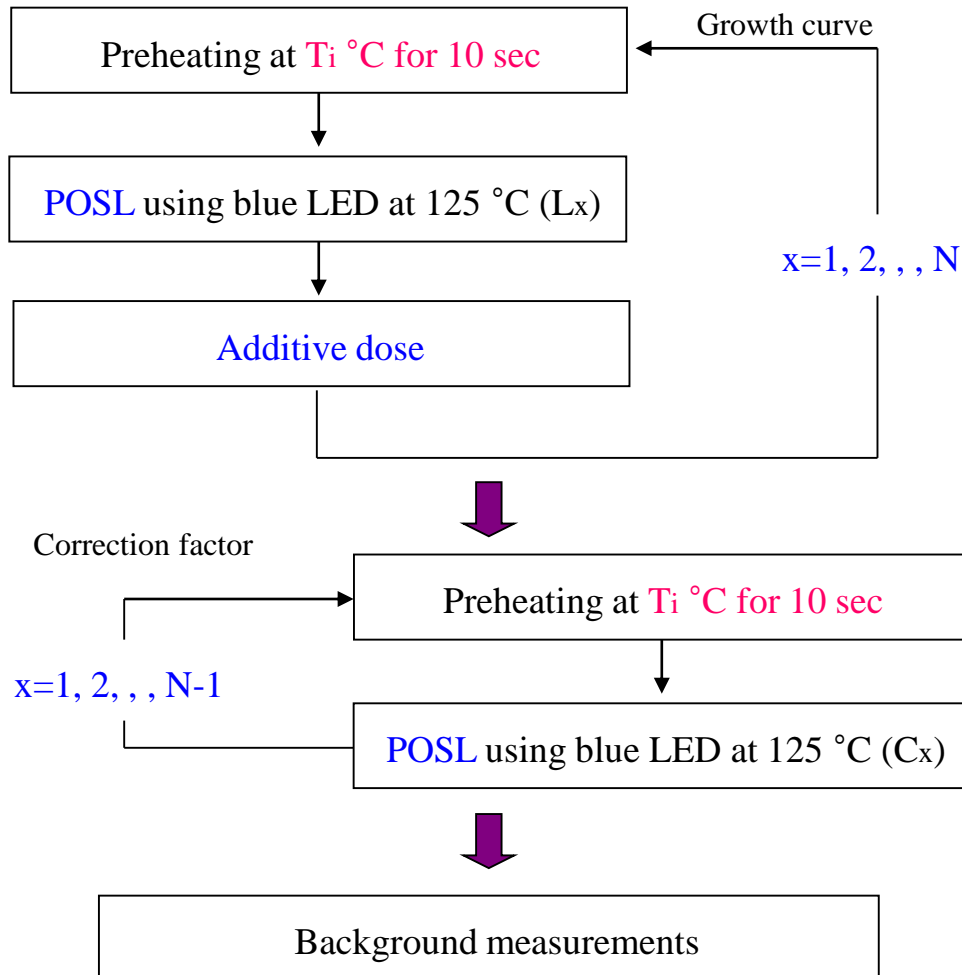 Growth curve
Preheating at Ti °C for 10 sec
POSL using blue LED at 125 °C (Lx)
x=1, 2, , , N
Additive dose
Correction factor
Preheating at Ti °C for 10 sec
x=1, 2, , , N-1
POSL using blue LED at 125 °C (Cx)
Background measurements